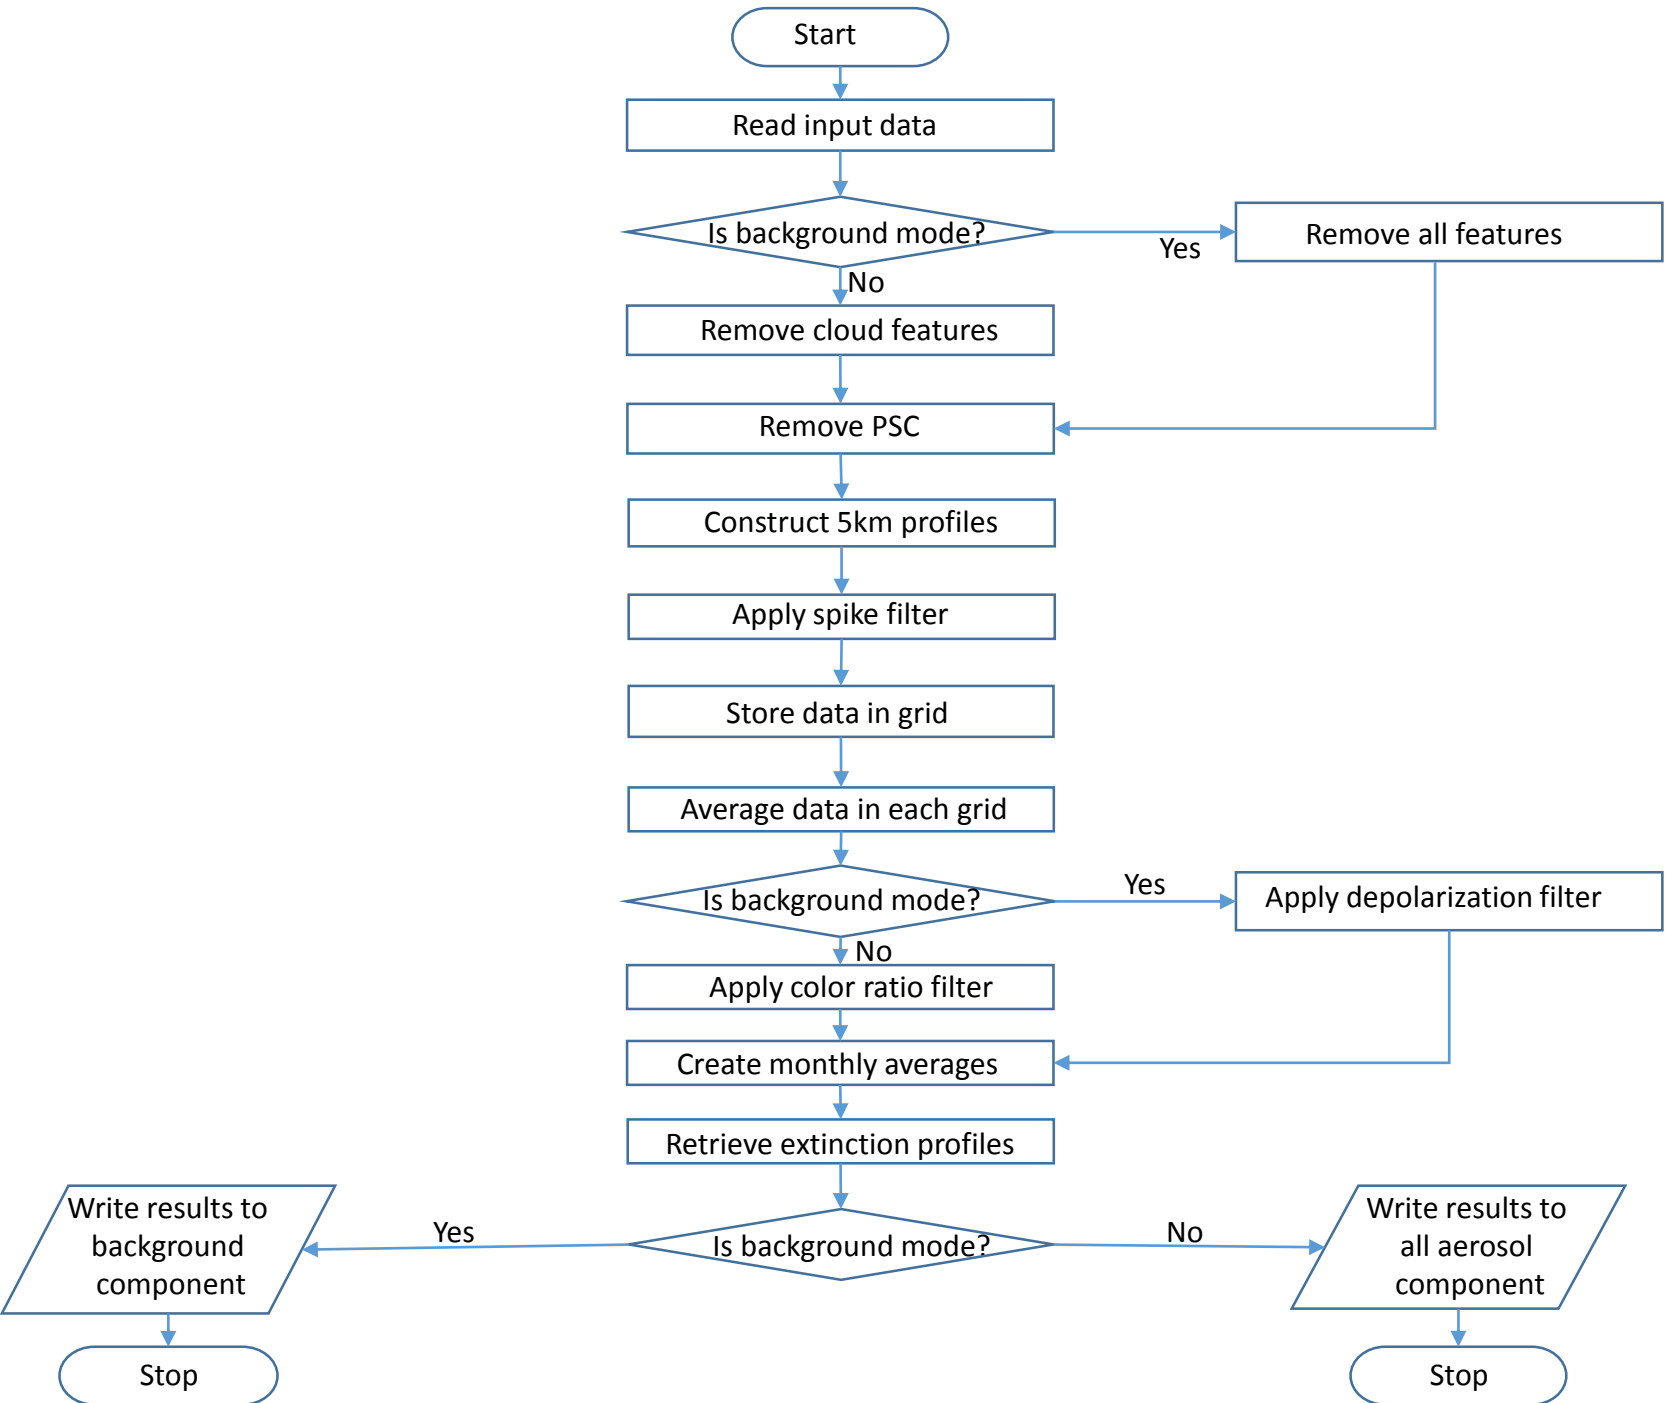 Start
Read input data
Is background mode?
Yes
Remove all features
No
Remove cloud features
Remove PSC
Construct 5km profiles
Apply spike filter
Store data in grid
Average data in each grid
Is background mode?
Yes
Apply depolarization filter
No
Apply color ratio filter
Create monthly averages
Retrieve extinction profiles
Is background mode?
Yes
Write results to
background
component
Stop
No
Write results to
all aerosol
component
Stop